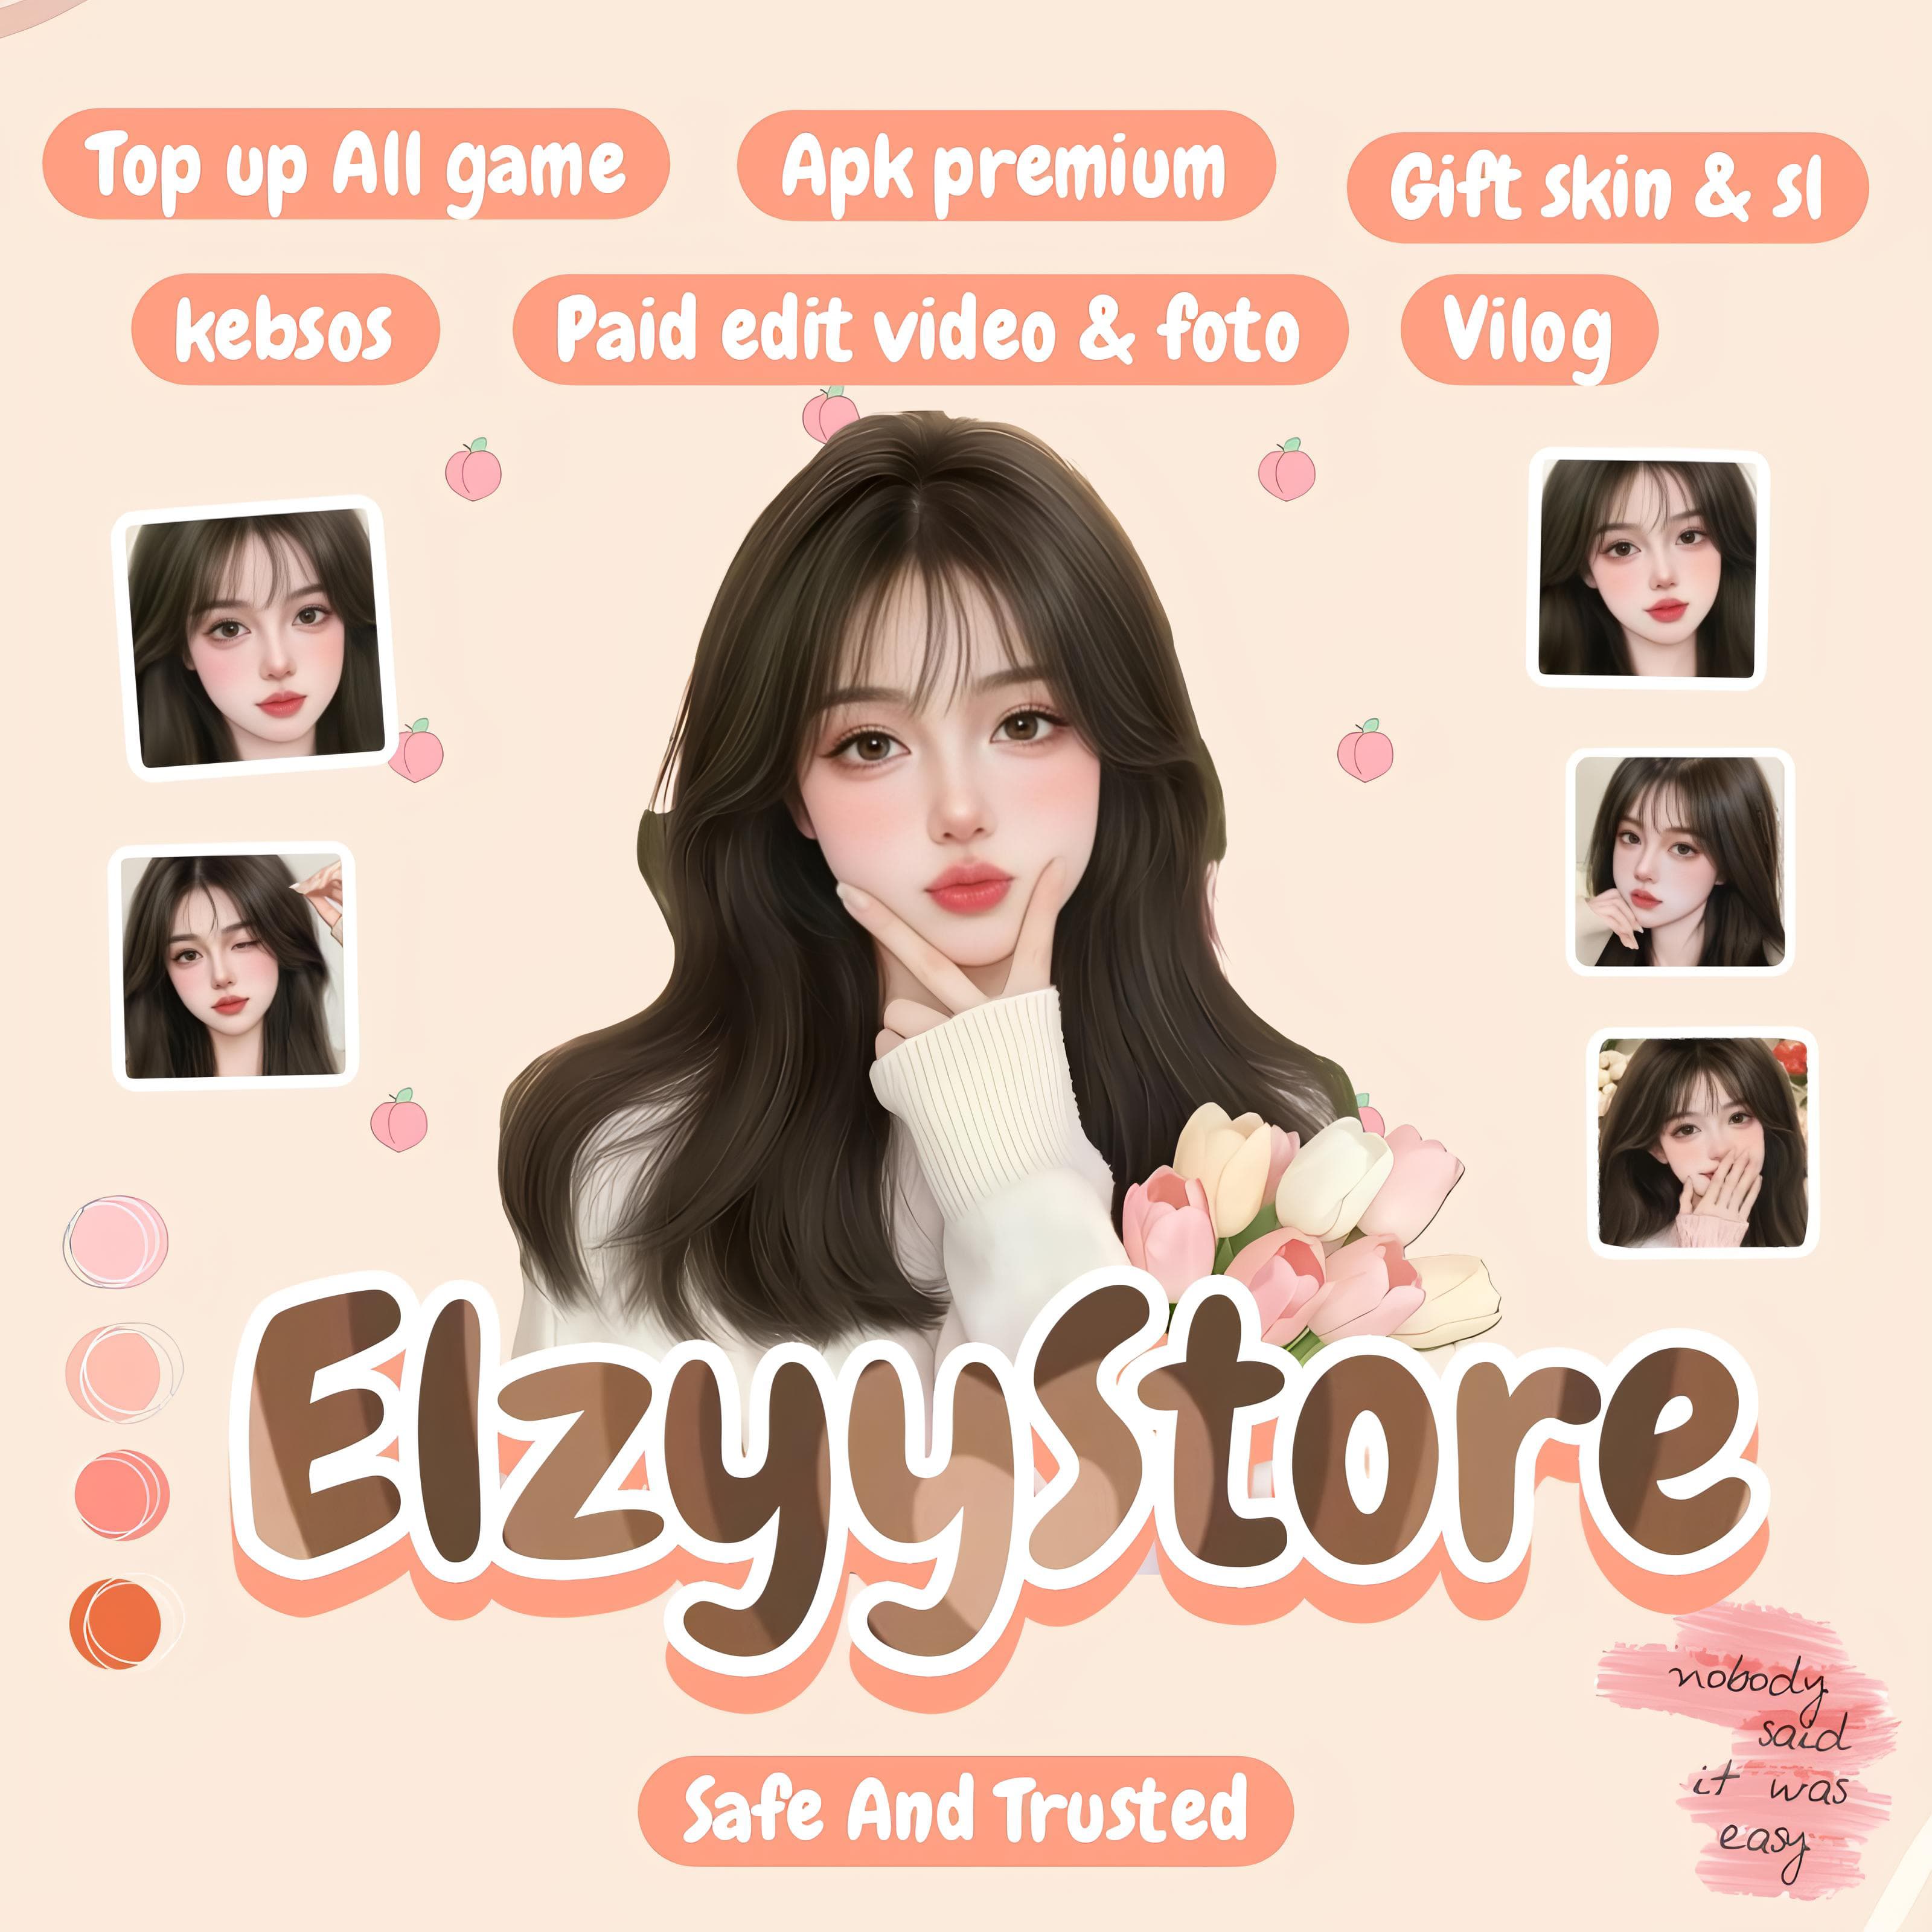 Top up All game
Apk premium
Gift skin & sl
kebsos
Paid edit video & foto
Vilog
ElzyyStore
nobody
said
it was
easy
Safe And Trusted